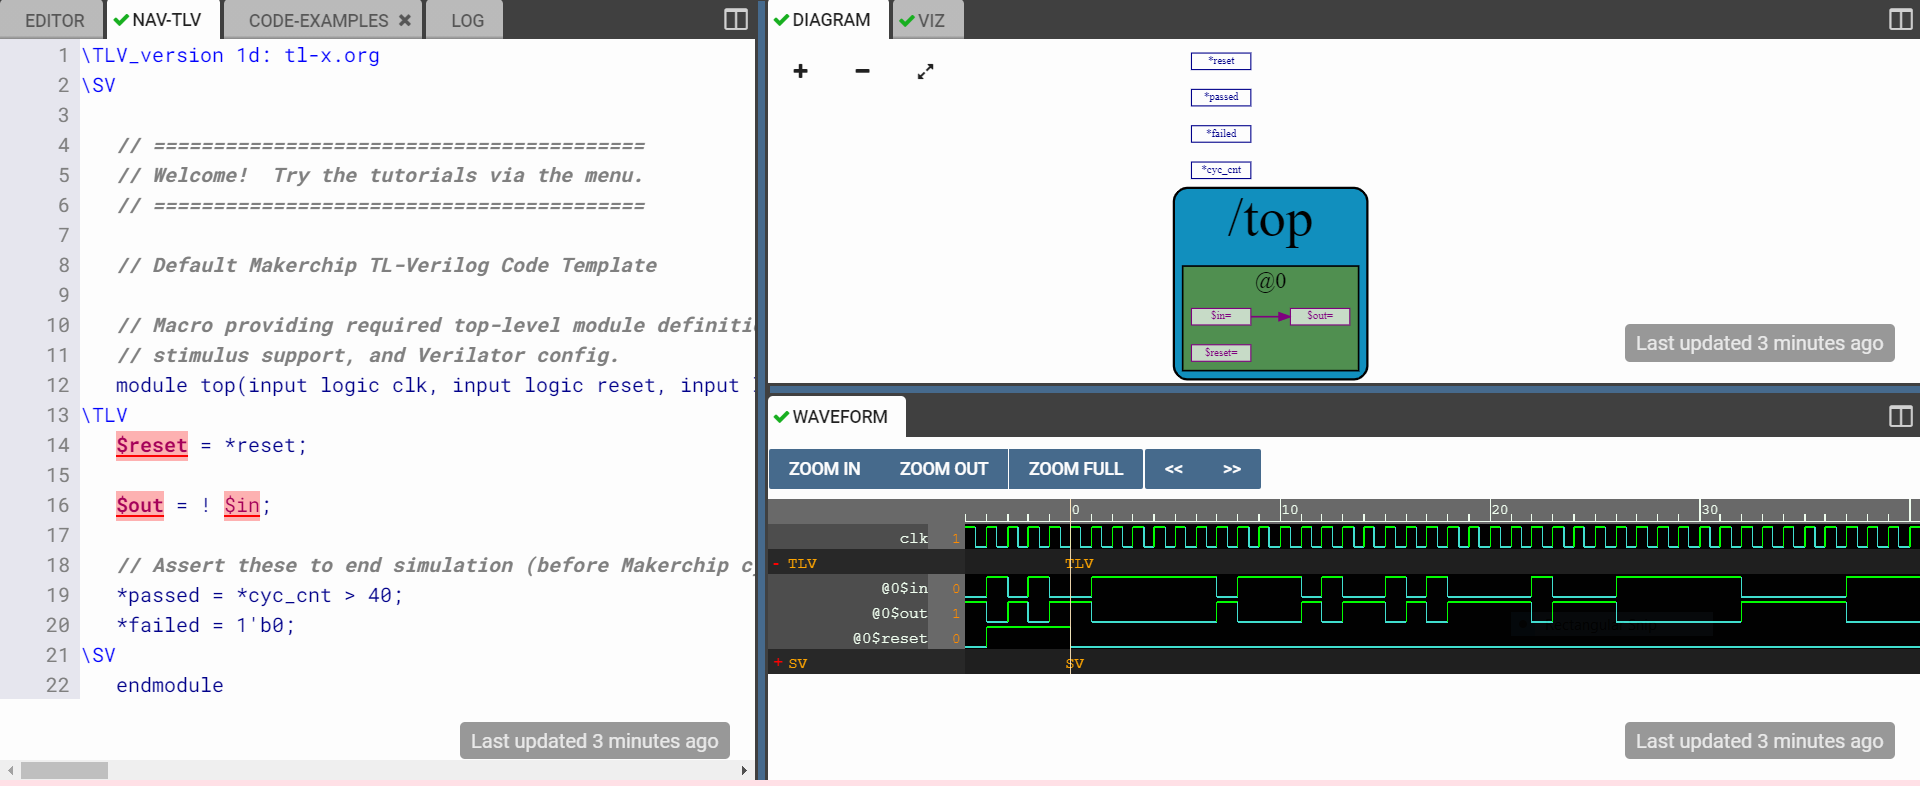 EDITOR NAV-TLV CODE-EXAMPLES LOG
1 \TLV_version 1d: tl-x.org
2 \SV
3
4 // =========================================
5 // Welcome!  Try the tutorials via the menu.
6 // =========================================
7
8 // Default Makerchip TL-Verilog Code Template
9
10 // Macro providing required top-level module definiti
11 // stimulus support, and Verilator config.
12 module top(input logic clk, input logic reset, input
13 \TLV
14 $reset = *reset;
15
16 $out = ! $in;
17
18 // Assert these to end simulation (before Makerchip c
19 *passed = *cyc_cnt > 40;
20 *failed = 1'b0;
21 \SV
22 endmodule
Last updated 3 minutes ago
DIAGRAM VIZ
*reset
*passed
*failed
*cyc_cnt
/top
@0
$in= $out=
$reset=
Last updated 3 minutes ago
WAVEFORM
ZOOM IN ZOOM OUT ZOOM FULL << >>
0 10 20 30
clk 1
- TLV TLV
@0$in 0
@0$out 1
@0$reset 0
+ SV SV
Last updated 3 minutes ago